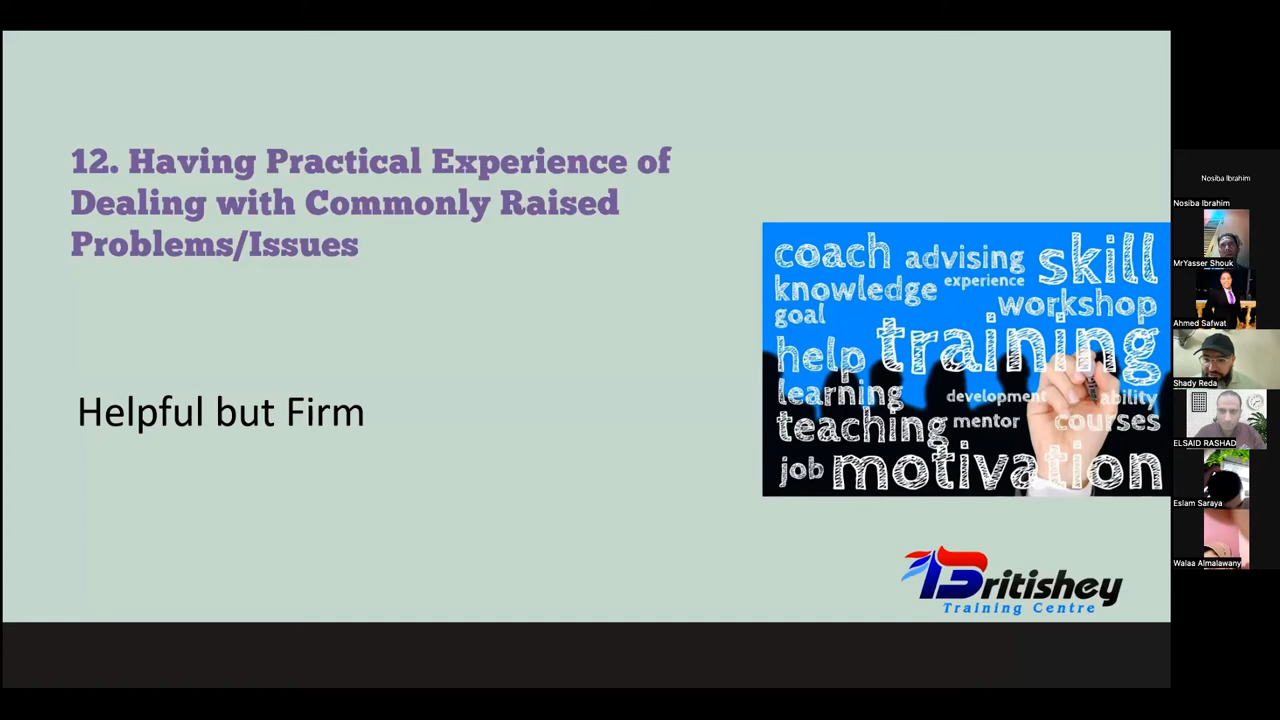 12. Having Practical Experience of
Dealing with Commonly Raised
Problems/Issues
Helpful but Firm
coach advising skill
knowledge experience
goal workshop
help training
learning development ability
teaching mentor courses
job motivation
Britishey
Training Centre
Nosiba Ibrahim
Nosiba Ibrahim
MrYasser Shouk
Ahmed Safwat
Shady Reda
ELSAID RASHAD
Eslam Saraya
Walaa Almalawany